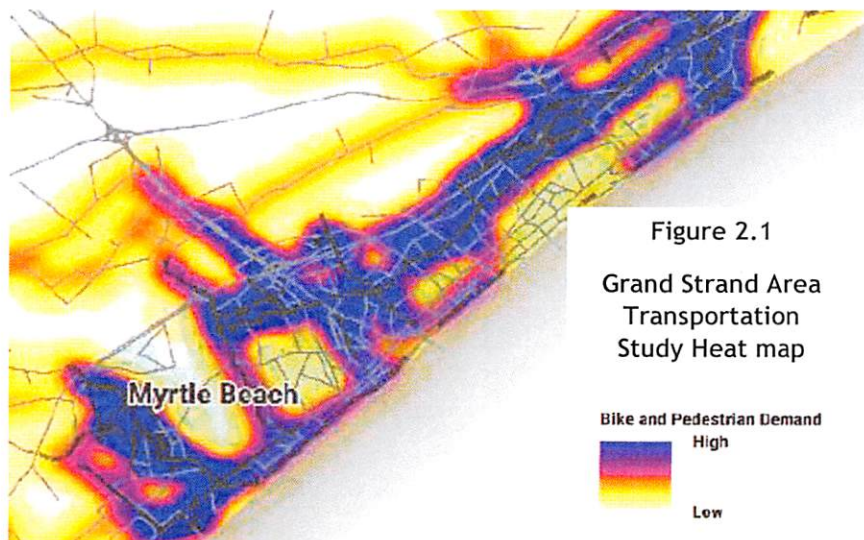 Figure 2.1
Grand Strand Area
Transportation
Study Heat map
Myrtle Beach
Bike and Pedestrian Demand
High
Low